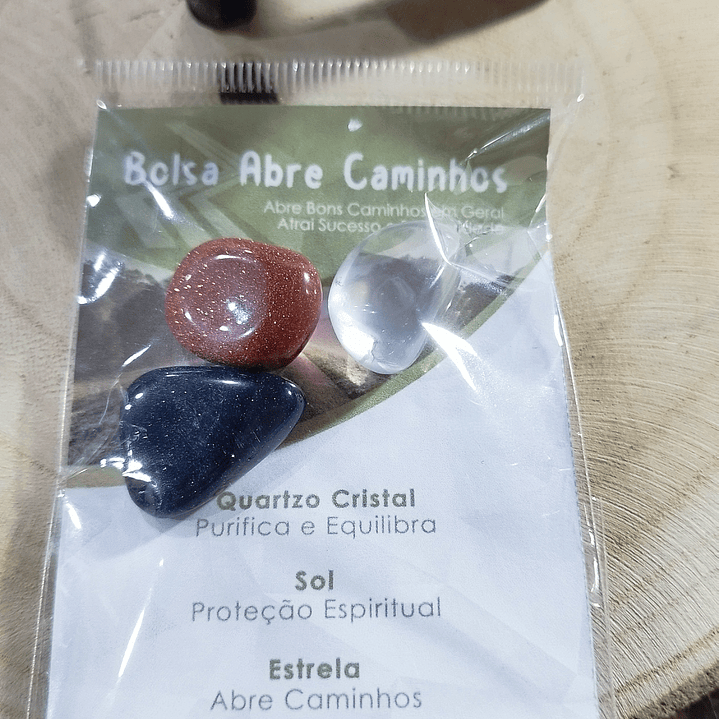 Bolsa Abre Caminhos
Abre Bons Caminhos em Geral
Atrai Sucesso
Quartzo Cristal
Purifica e Equilibra
Sol
Proteção Espiritual
Estrela
Abre Caminhos